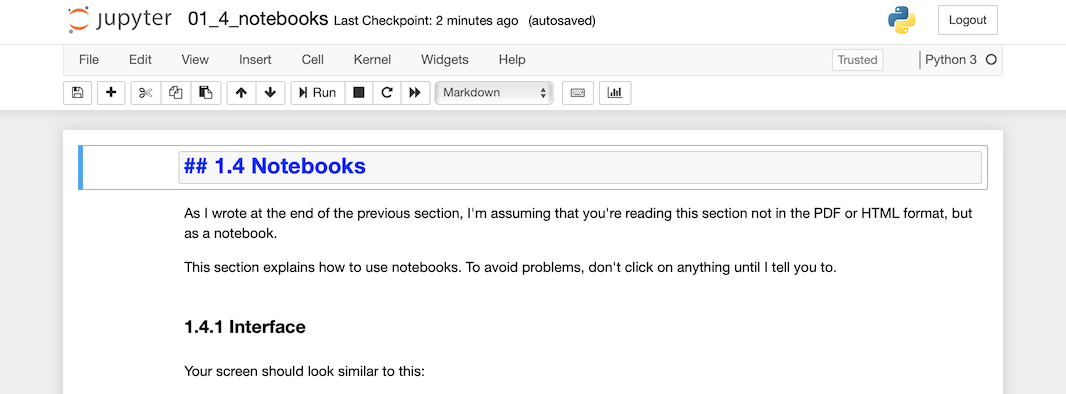 jupyter 01_4_notebooks Last Checkpoint: 2 minutes ago (autosaved) Logout
File Edit View Insert Cell Kernel Widgets Help Trusted Python 3
Run Markdown
## 1.4 Notebooks
As I wrote at the end of the previous section, I'm assuming that you're reading this section not in the PDF or HTML format, but
as a notebook.
This section explains how to use notebooks. To avoid problems, don't click on anything until I tell you to.
1.4.1 Interface
Your screen should look similar to this: